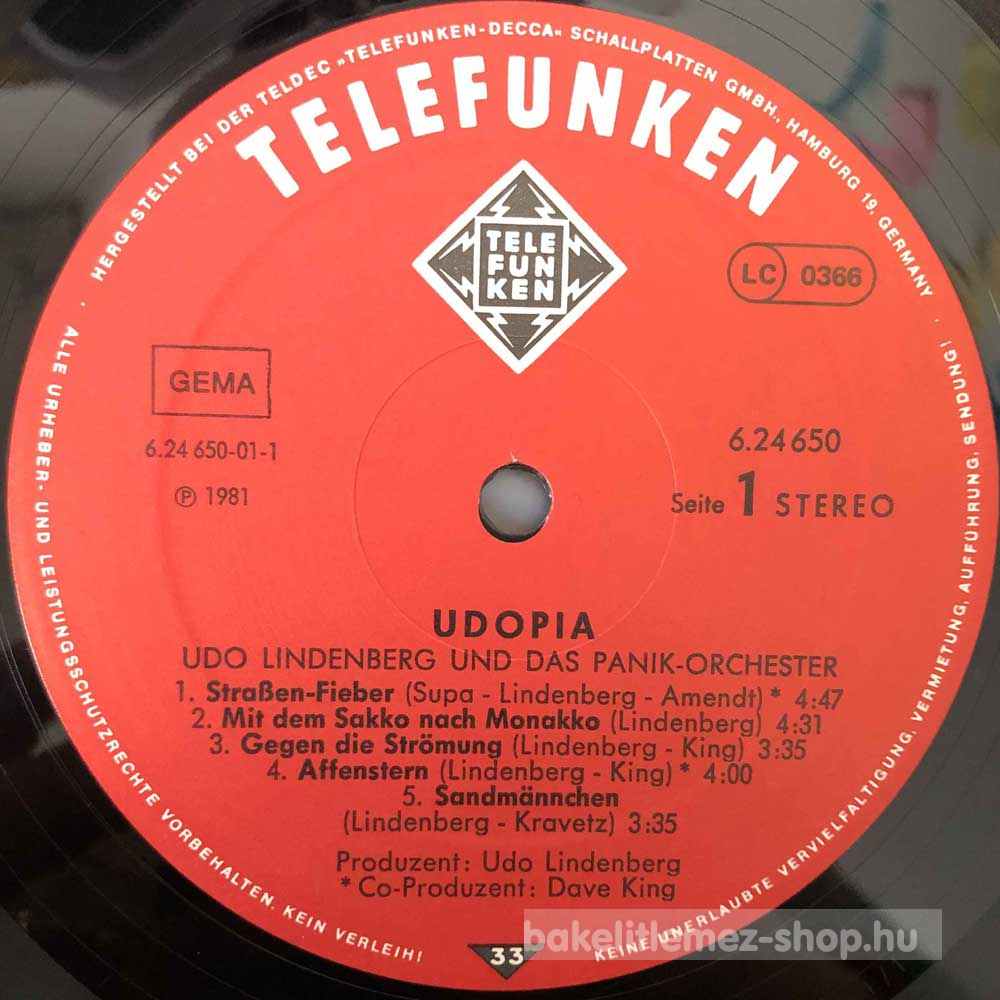 HERGESTELLT BEI DER TELDEC »TELEFUNKEN-DECCA« SCHALLPLATTEN GMBH., HAMBURG 19, GERMANY ·
TELEFUNKEN
TELE
FUN
KEN
LC 0366
GEMA
6.24 650-01-1
℗ 1981
6.24 650
Seite 1 STEREO
UDOPIA
UDO LINDENBERG UND DAS PANIK-ORCHESTER
1. Straßen-Fieber (Supa - Lindenberg - Amendt) * 4:47
2. Mit dem Sakko nach Monakko (Lindenberg) 4:31
3. Gegen die Strömung (Lindenberg - King) 3:35
4. Affenstern (Lindenberg - King) * 4:00
5. Sandmännchen
(Lindenberg - Kravetz) 3:35
Produzent: Udo Lindenberg
* Co-Produzent: Dave King
33
· ALLE URHEBER- UND LEISTUNGSSCHUTZRECHTE VORBEHALTEN. KEIN VERLEIH!
KEINE UNERLAUBTE VERVIELFÄLTIGUNG, VERMIETUNG, AUFFÜHRUNG, SENDUNG!
bakelitlemez-shop.hu